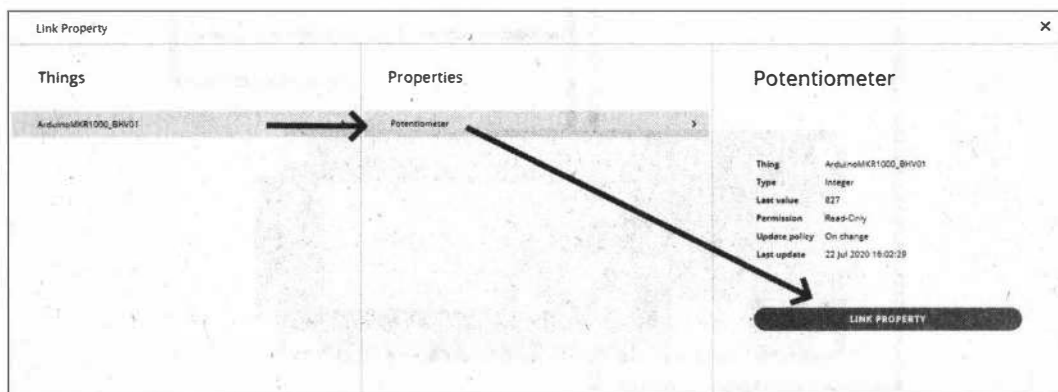 Link Property
×
Things
Properties
Potentiometer
ArduinoMKR1000_BHV01
Potentiometer
Thing ArduinoMKR1000_BHV01
Type Integer
Last value 827
Permission Read-Only
Update policy On change
Last update 22 Jul 2020 16:02:29
LINK PROPERTY